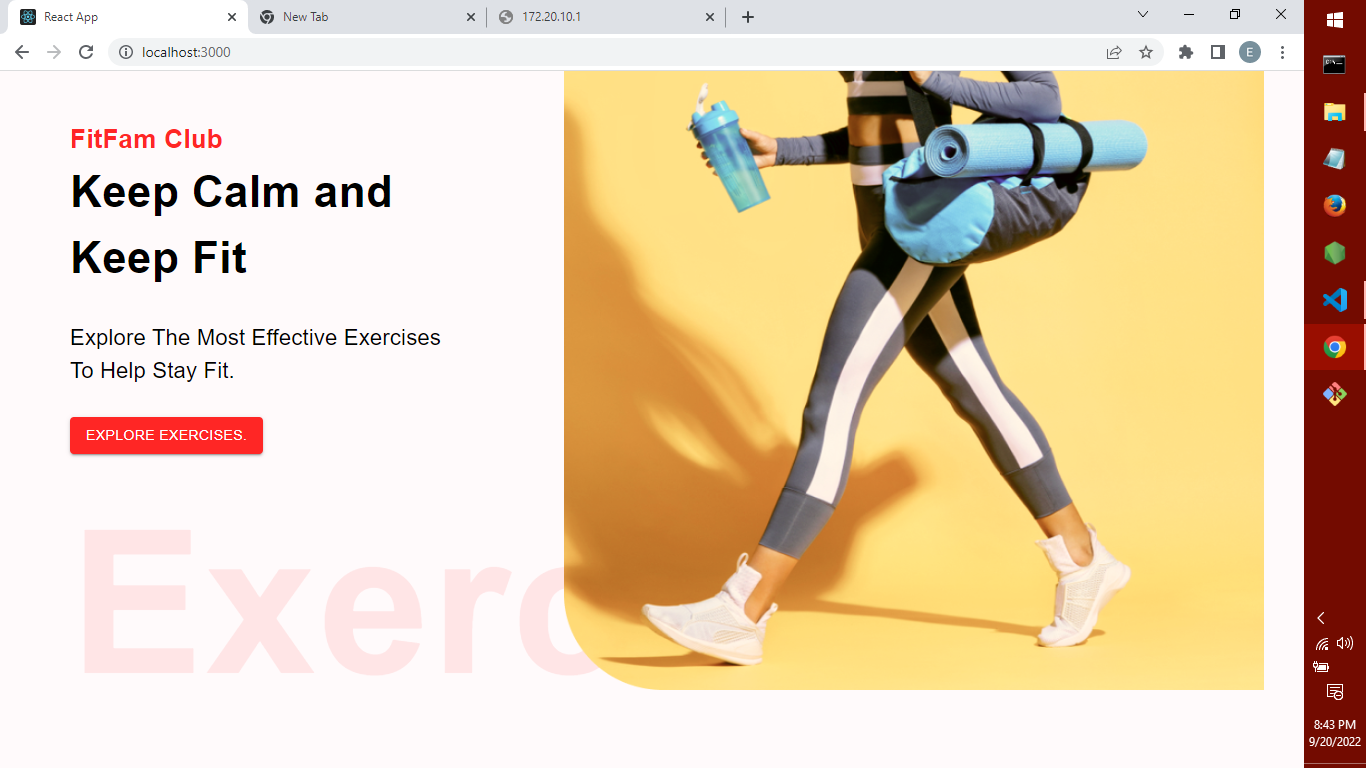 React App
New Tab
172.20.10.1
localhost:3000
E
FitFam Club
Keep Calm and
Keep Fit
Explore The Most Effective Exercises
To Help Stay Fit.
EXPLORE EXERCISES.
Exerc
8:43 PM
9/20/2022